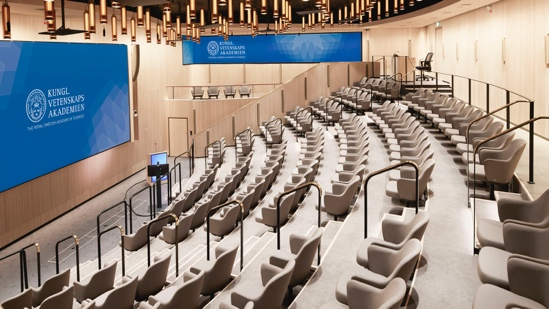 KUNGL.
VETENSKAPS
AKADEMIEN
THE ROYAL SWEDISH ACADEMY OF SCIENCES
KUNGL.
VETENSKAPS
AKADEMIEN